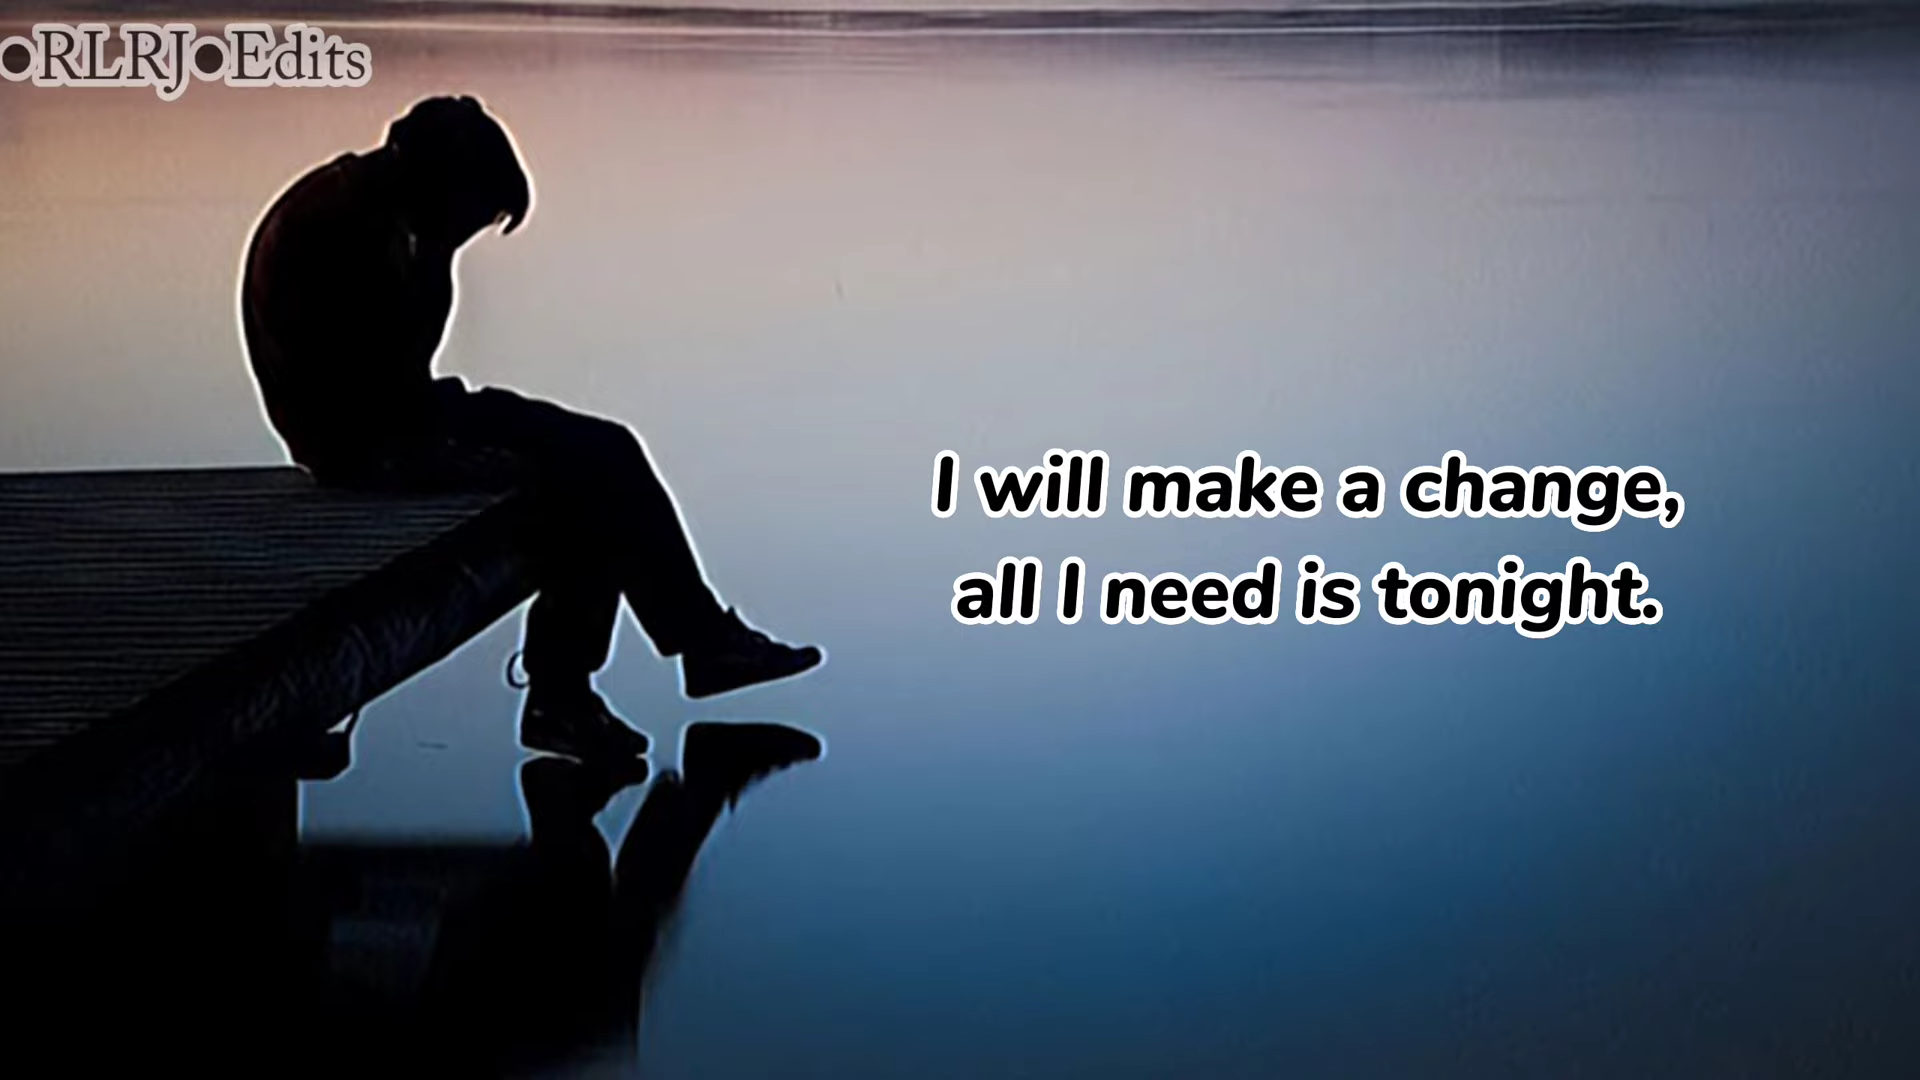 ●RLRJ●Edits
I will make a change,
all I need is tonight.